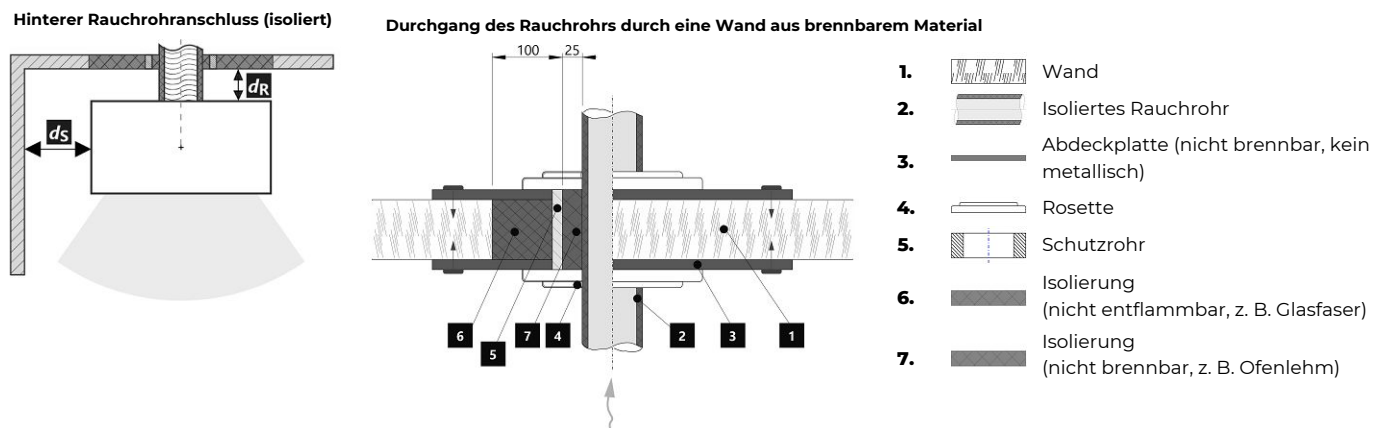 Hinterer Rauchrohranschluss (isoliert)
dR
dS
Durchgang des Rauchrohrs durch eine Wand aus brennbarem Material
100 25
6 5 7 4 2 3 1
1. Wand
2. Isoliertes Rauchrohr
3. Abdeckplatte (nicht brennbar, kein
metallisch)
4. Rosette
5. Schutzrohr
6. Isolierung
(nicht entflammbar, z. B. Glasfaser)
7. Isolierung
(nicht brennbar, z. B. Ofenlehm)